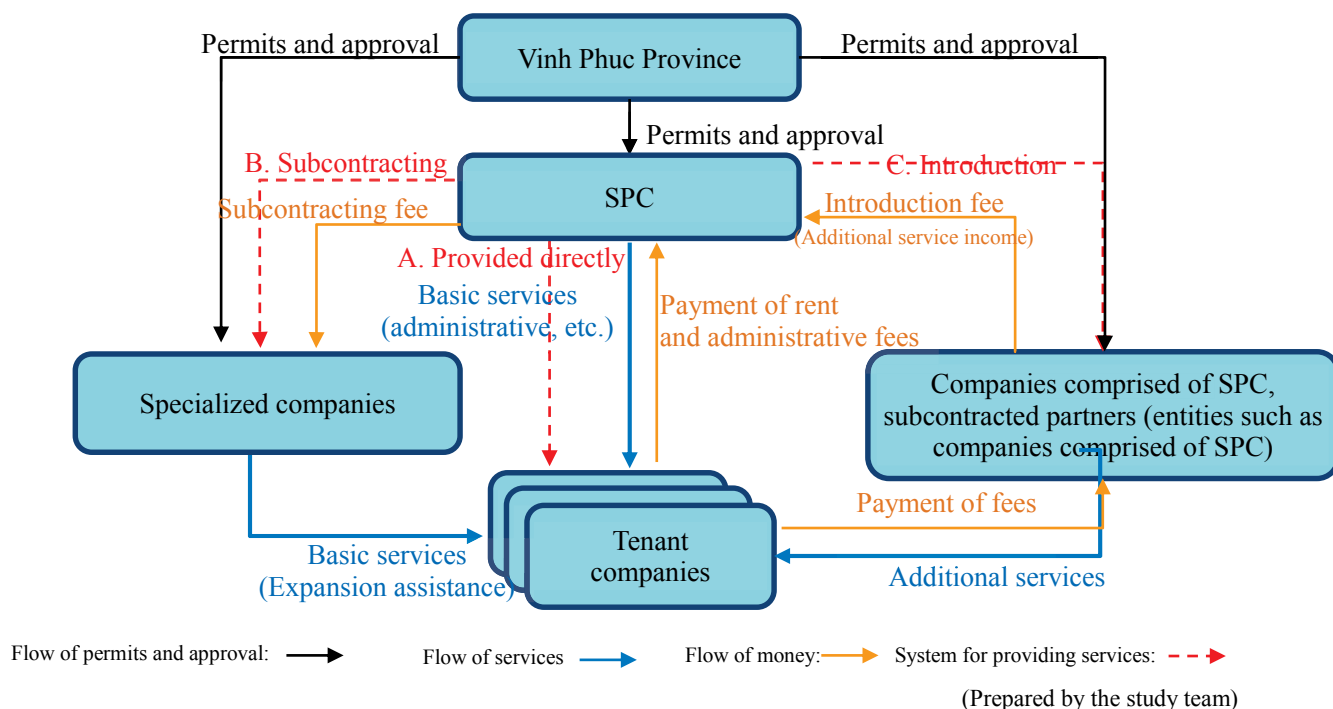 Permits and approval
Vinh Phuc Province
Permits and approval
Permits and approval
B. Subcontracting
SPC
C. Introduction
Subcontracting fee
Introduction fee
(Additional service income)
A. Provided directly
Basic services
(administrative, etc.)
Payment of rent
and administrative fees
Specialized companies
Companies comprised of SPC,
subcontracted partners (entities such as
companies comprised of SPC)
Payment of fees
Tenant
companies
Basic services
(Expansion assistance)
Additional services
Flow of permits and approval:
Flow of services
Flow of money:
System for providing services:
(Prepared by the study team)